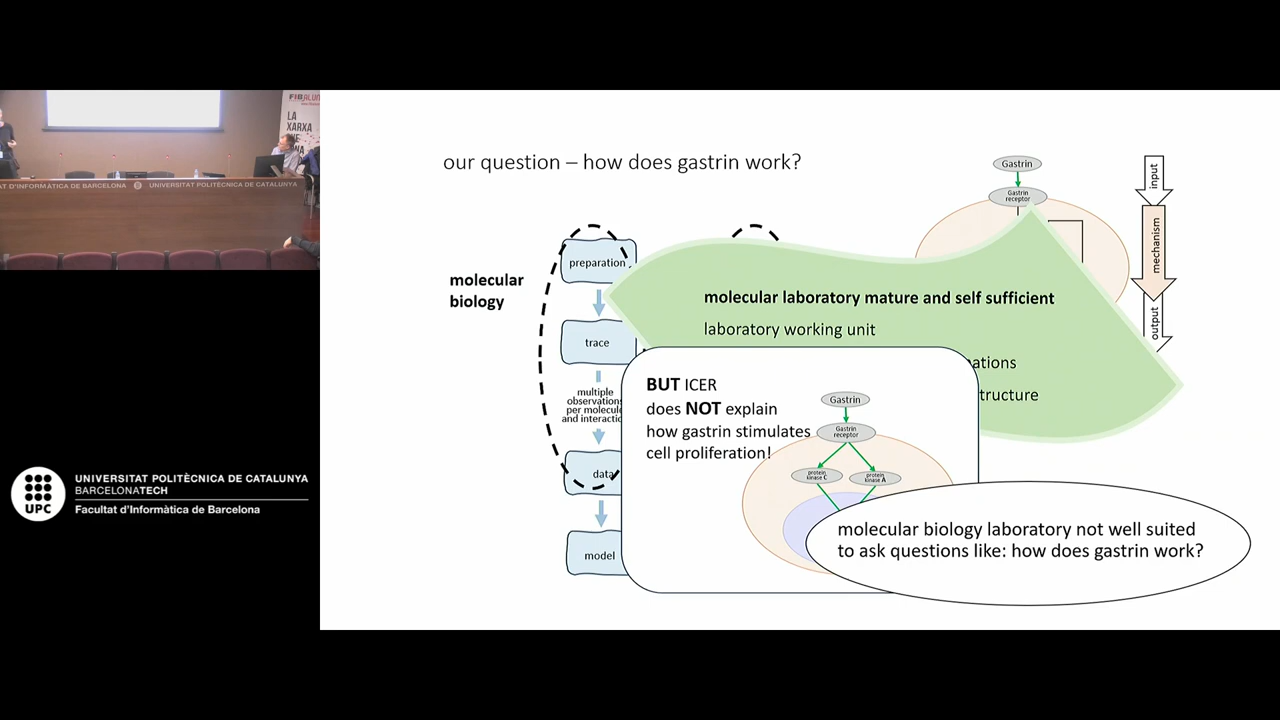 FIB ALUM
LA
XARXA
AT D'INFORMÀTICA DE BARCELONA
UNIVERSITAT POLITÈCNICA DE CATALUNYA
UPC
UNIVERSITAT POLITÈCNICA DE CATALUNYA
BARCELONATECH
Facultat d'Informàtica de Barcelona
our question – how does gastrin work?
molecular
biology
preparation
trace
multiple
observations
per molecule
and interactio
data
model
Gastrin
Gastrin
receptor
input
mechanism
output
molecular laboratory mature and self sufficient
laboratory working unit
ations
tructure
BUT ICER
does NOT explain
how gastrin stimulates
cell proliferation!
Gastrin
Gastrin
receptor
protein
kinase C
protein
kinase A
molecular biology laboratory not well suited
to ask questions like: how does gastrin work?